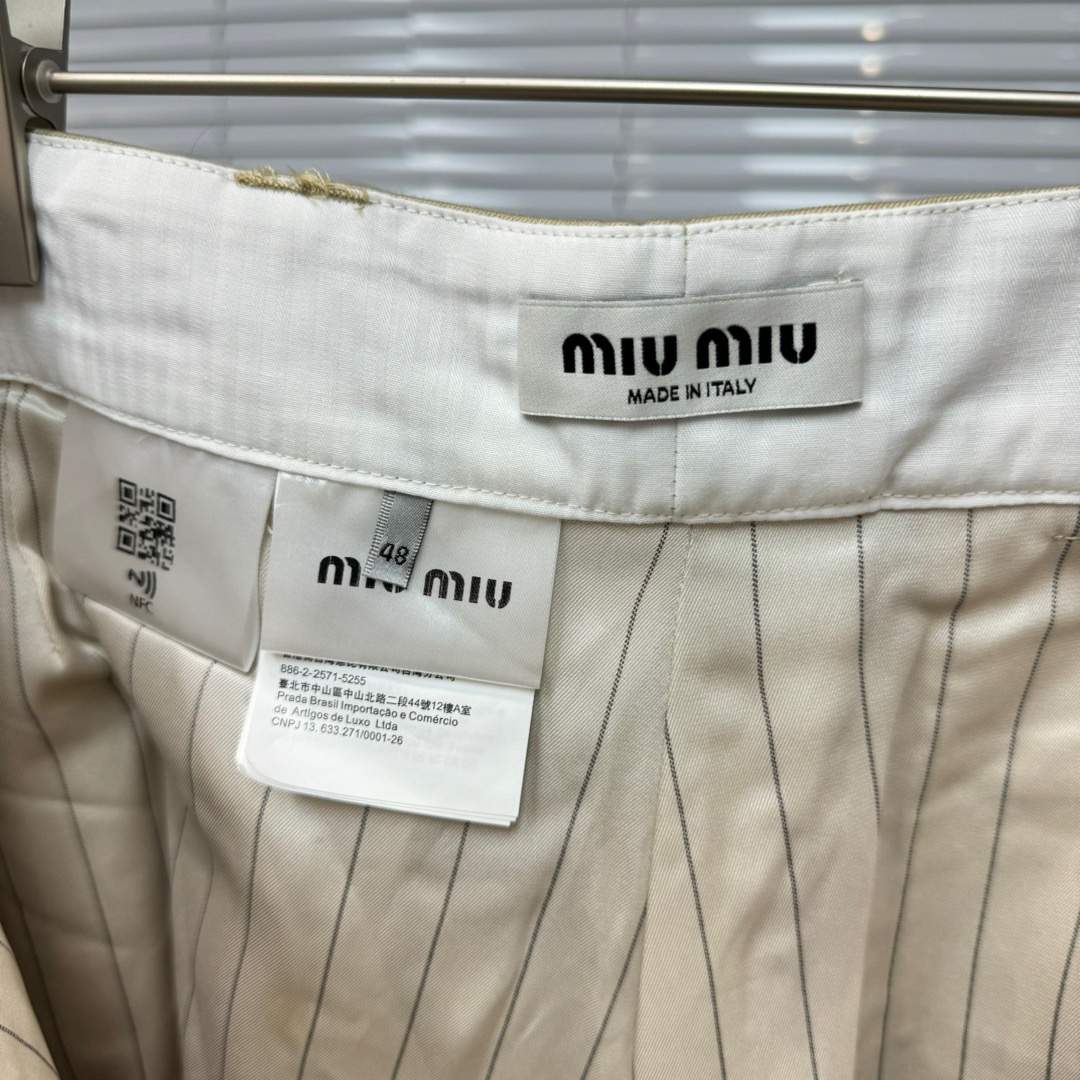 miu miu
MADE IN ITALY
48
miu miu
NFC
886-2-2571-5255
臺北市中山區中山北路二段44號12樓A室
Prada Brasil Importação e Comércio
de Artigos de Luxo Ltda
CNPJ 13. 633.271/0001-26